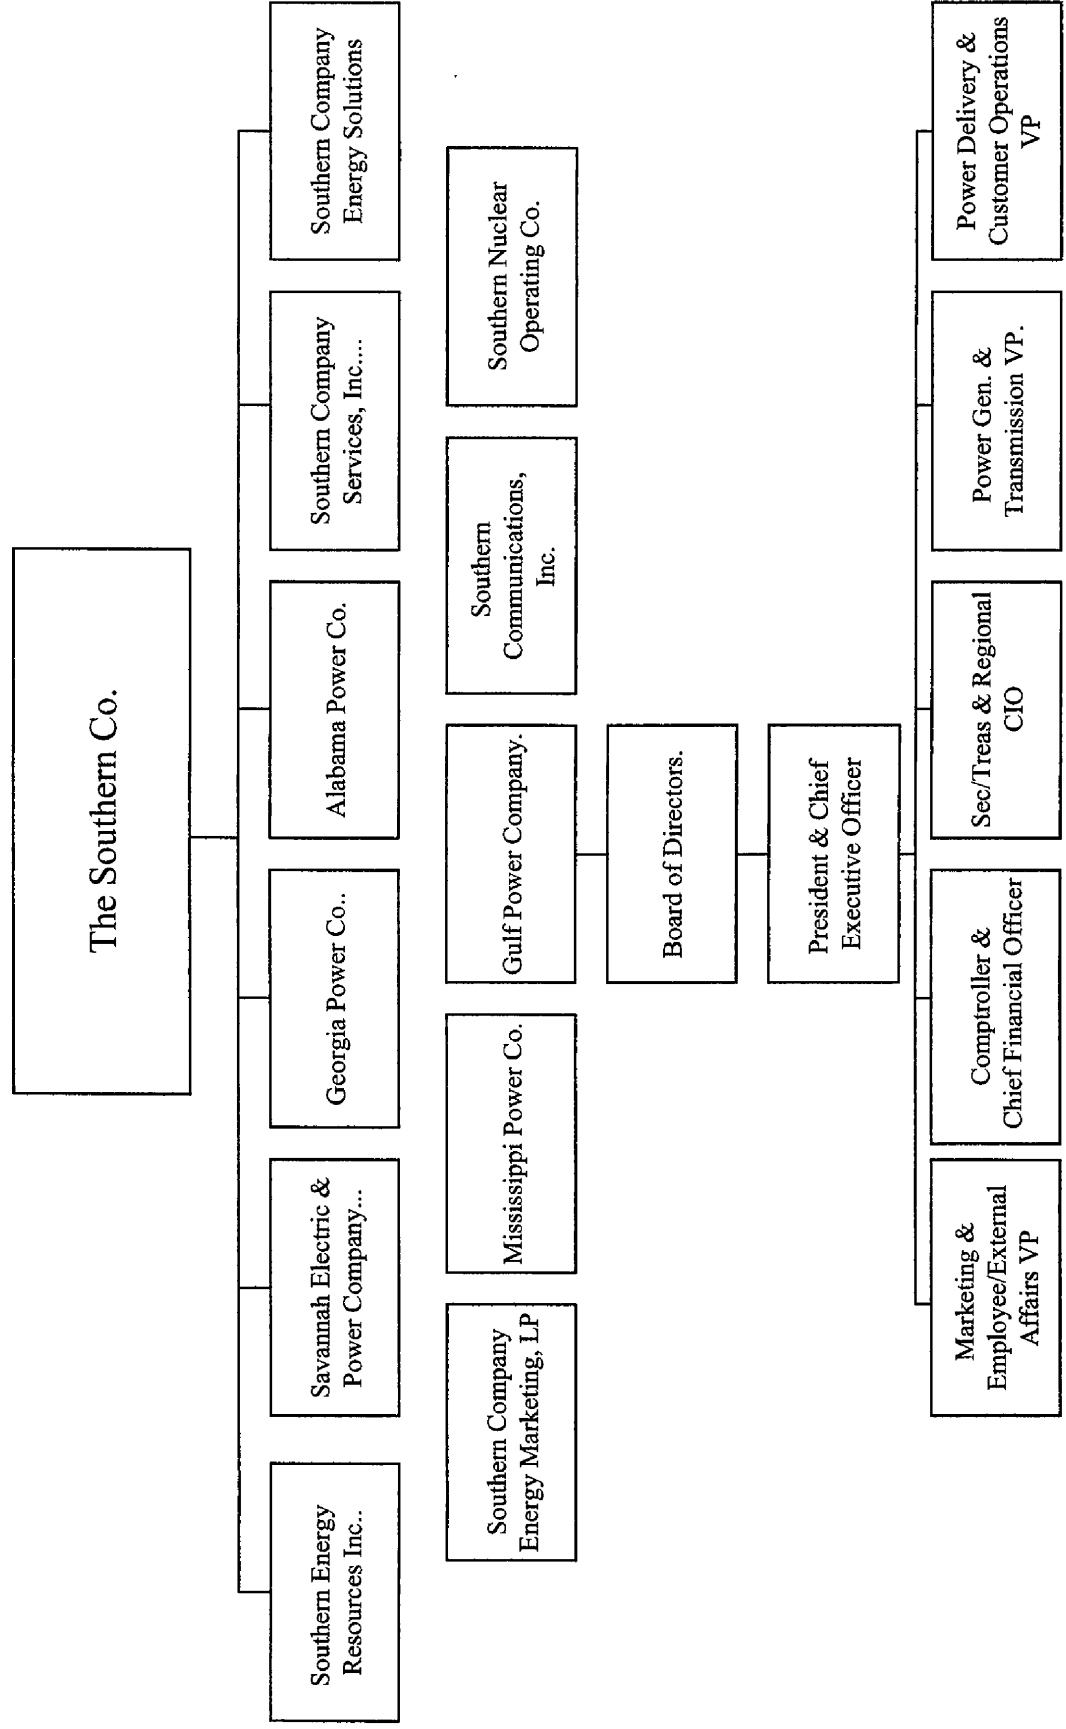 The Southern Co.
Southern Energy
Resources Inc..
Savannah Electric &
Power Company...
Georgia Power Co..
Alabama Power Co.
Southern Company
Services, Inc....
Southern Company
Energy Solutions
Southern Company
Energy Marketing, LP
Mississippi Power Co.
Gulf Power Company.
Southern
Communications,
Inc.
Southern Nuclear
Operating Co.
Board of Directors.
President & Chief
Executive Officer
Marketing &
Employee/External
Affairs VP
Comptroller &
Chief Financial Officer
Sec/Treas & Regional
CIO
Power Gen. &
Transmission VP.
Power Delivery &
Customer Operations
VP